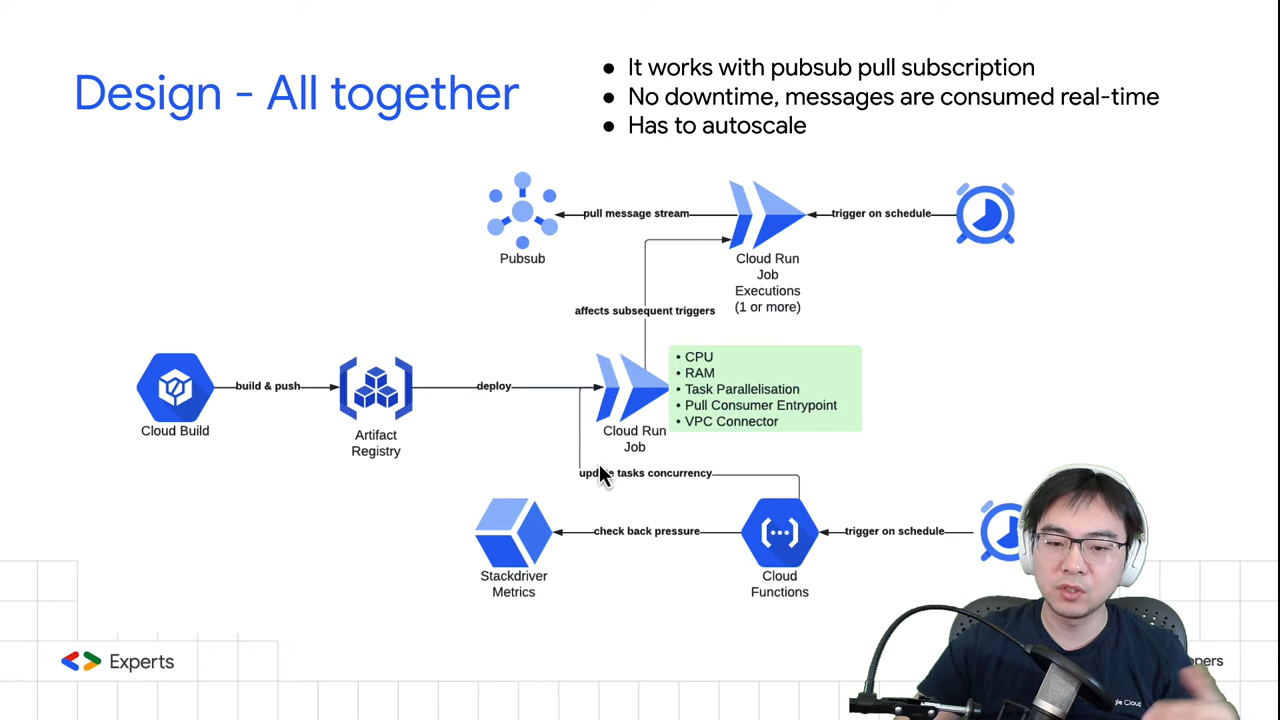 Design - All together
● It works with pubsub pull subscription
● No downtime, messages are consumed real-time
● Has to autoscale
pull message stream
trigger on schedule
Pubsub
Cloud Run
Job
Executions
(1 or more)
affects subsequent triggers
build & push
deploy
Cloud Build
Artifact
Registry
Cloud Run
Job
• CPU
• RAM
• Task Parallelisation
• Pull Consumer Entrypoint
• VPC Connector
tasks concurrency
check back pressure
trigger on schedule
Stackdriver
Metrics
Cloud
Functions
Experts
gle Cloud